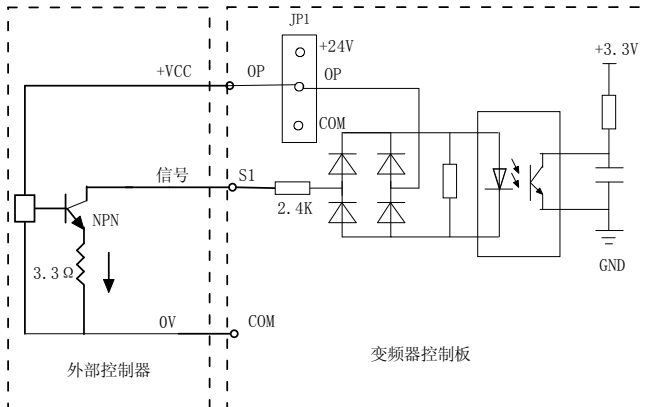 JP1
+24V
+3.3V
+VCC
OP
OP
COM
信号
S1
2.4K
NPN
3.3Ω
GND
0V
COM
外部控制器
变频器控制板